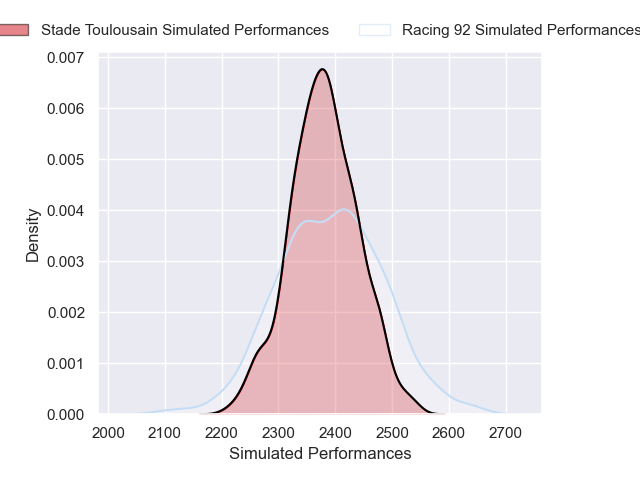 Stade Toulousain Simulated Performances Racing 92 Simulated Performances
0.007
0.006
0.005
0.004
0.003
0.002
0.001
0.000
Density
2000 2100 2200 2300 2400 2500 2600 2700
Simulated Performances